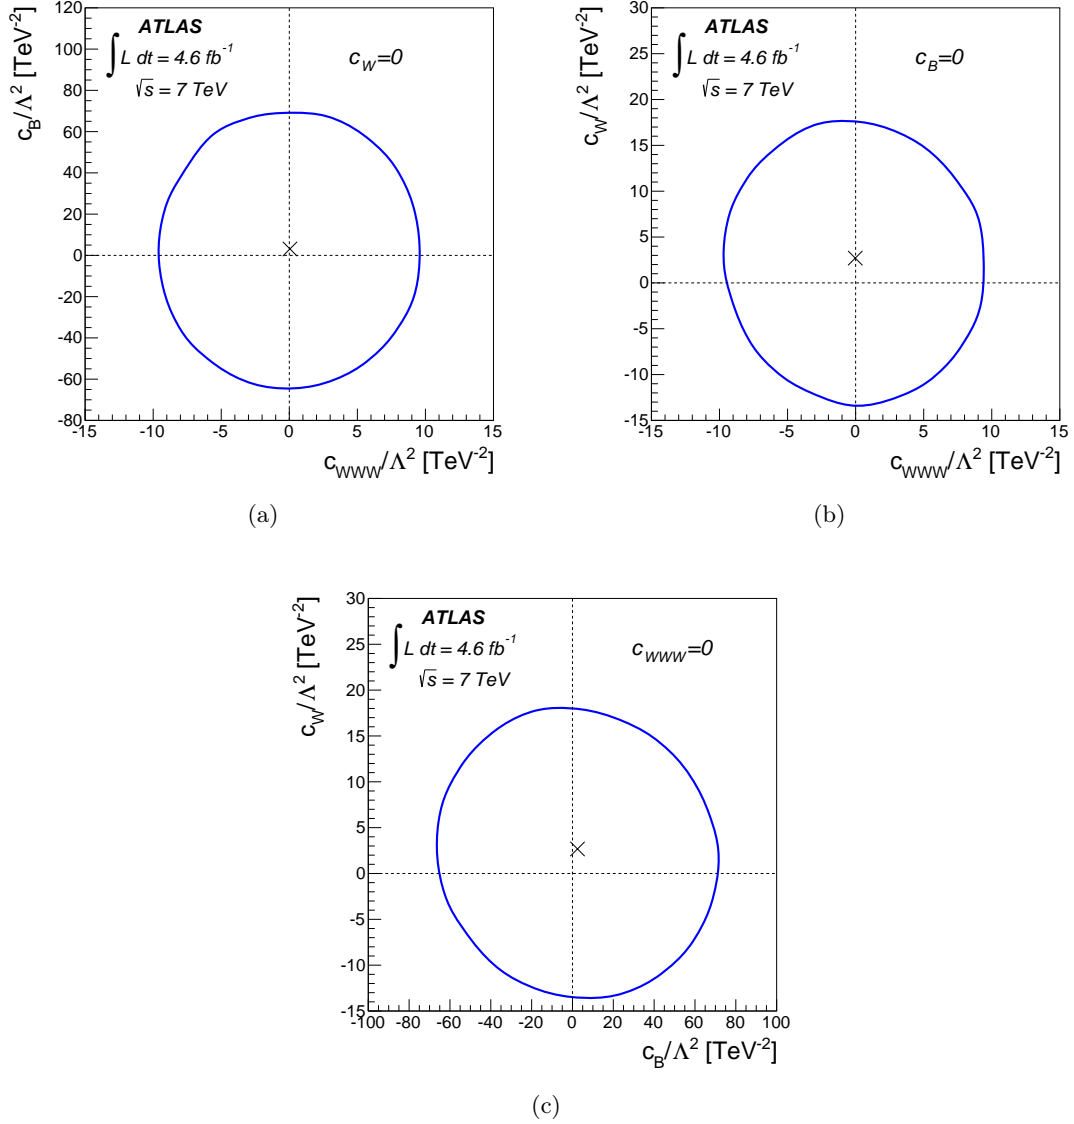 ATLAS
∫ L dt = 4.6 fb⁻¹
√s = 7 TeV
c_W=0
c_B/Λ² [TeV⁻²]
120
100
80
60
40
20
0
-20
-40
-60
-80
-15 -10 -5 0 5 10 15
c_WWW/Λ² [TeV⁻²]
(a)
ATLAS
∫ L dt = 4.6 fb⁻¹
√s = 7 TeV
c_B=0
c_W/Λ² [TeV⁻²]
30
25
20
15
10
5
0
-5
-10
-15
-15 -10 -5 0 5 10 15
c_WWW/Λ² [TeV⁻²]
(b)
ATLAS
∫ L dt = 4.6 fb⁻¹
√s = 7 TeV
c_WWW=0
c_W/Λ² [TeV⁻²]
30
25
20
15
10
5
0
-5
-10
-15
-100 -80 -60 -40 -20 0 20 40 60 80 100
c_B/Λ² [TeV⁻²]
(c)